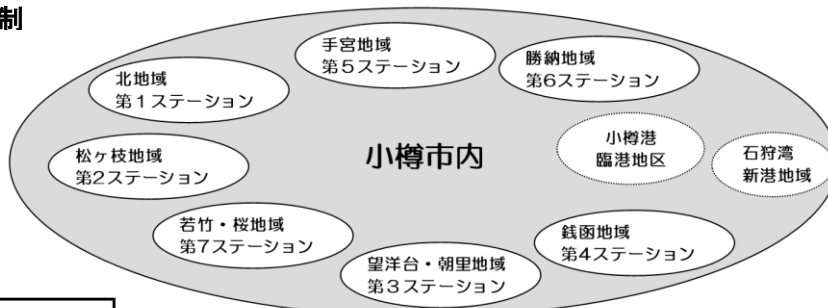 制
手宮地域
第5ステーション
勝納地域
第6ステーション
北地域
第1ステーション
小樽市内
小樽港
臨港地区
石狩湾
新港地域
松ヶ枝地域
第2ステーション
若竹・桜地域
第7ステーション
銭函地域
第4ステーション
望洋台・朝里地域
第3ステーション